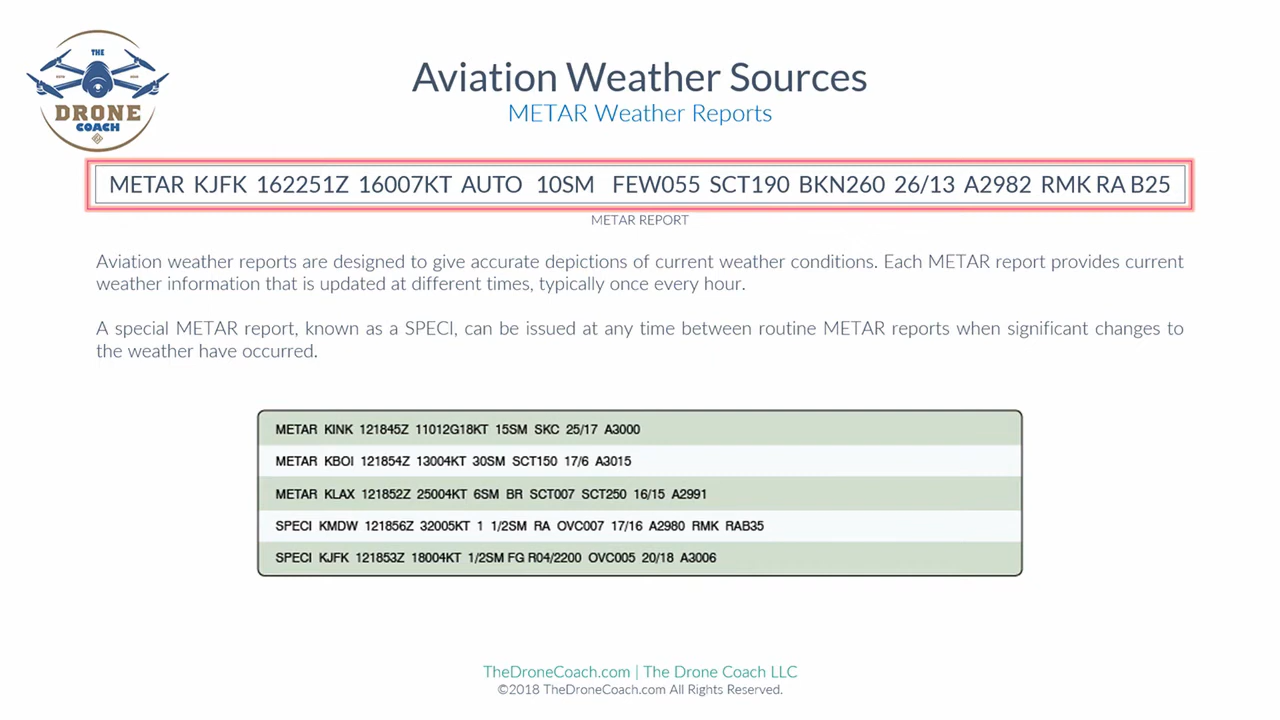 THE
DRONE
COACH
Aviation Weather Sources
METAR Weather Reports
METAR KJFK 162251Z 16007KT AUTO 10SM FEW055 SCT190 BKN260 26/13 A2982 RMK RA B25
METAR REPORT
Aviation weather reports are designed to give accurate depictions of current weather conditions. Each METAR report provides current
weather information that is updated at different times, typically once every hour.
A special METAR report, known as a SPECI, can be issued at any time between routine METAR reports when significant changes to
the weather have occurred.
METAR KINK 121845Z 11012G18KT 15SM SKC 25/17 A3000
METAR KBOI 121854Z 13004KT 30SM SCT150 17/6 A3015
METAR KLAX 121852Z 25004KT 6SM BR SCT007 SCT250 16/15 A2991
SPECI KMDW 121856Z 32005KT 1 1/2SM RA OVC007 17/16 A2980 RMK RAB35
SPECI KJFK 121853Z 18004KT 1/2SM FG R04/2200 OVC005 20/18 A3006
TheDroneCoach.com | The Drone Coach LLC
©2018 TheDroneCoach.com All Rights Reserved.